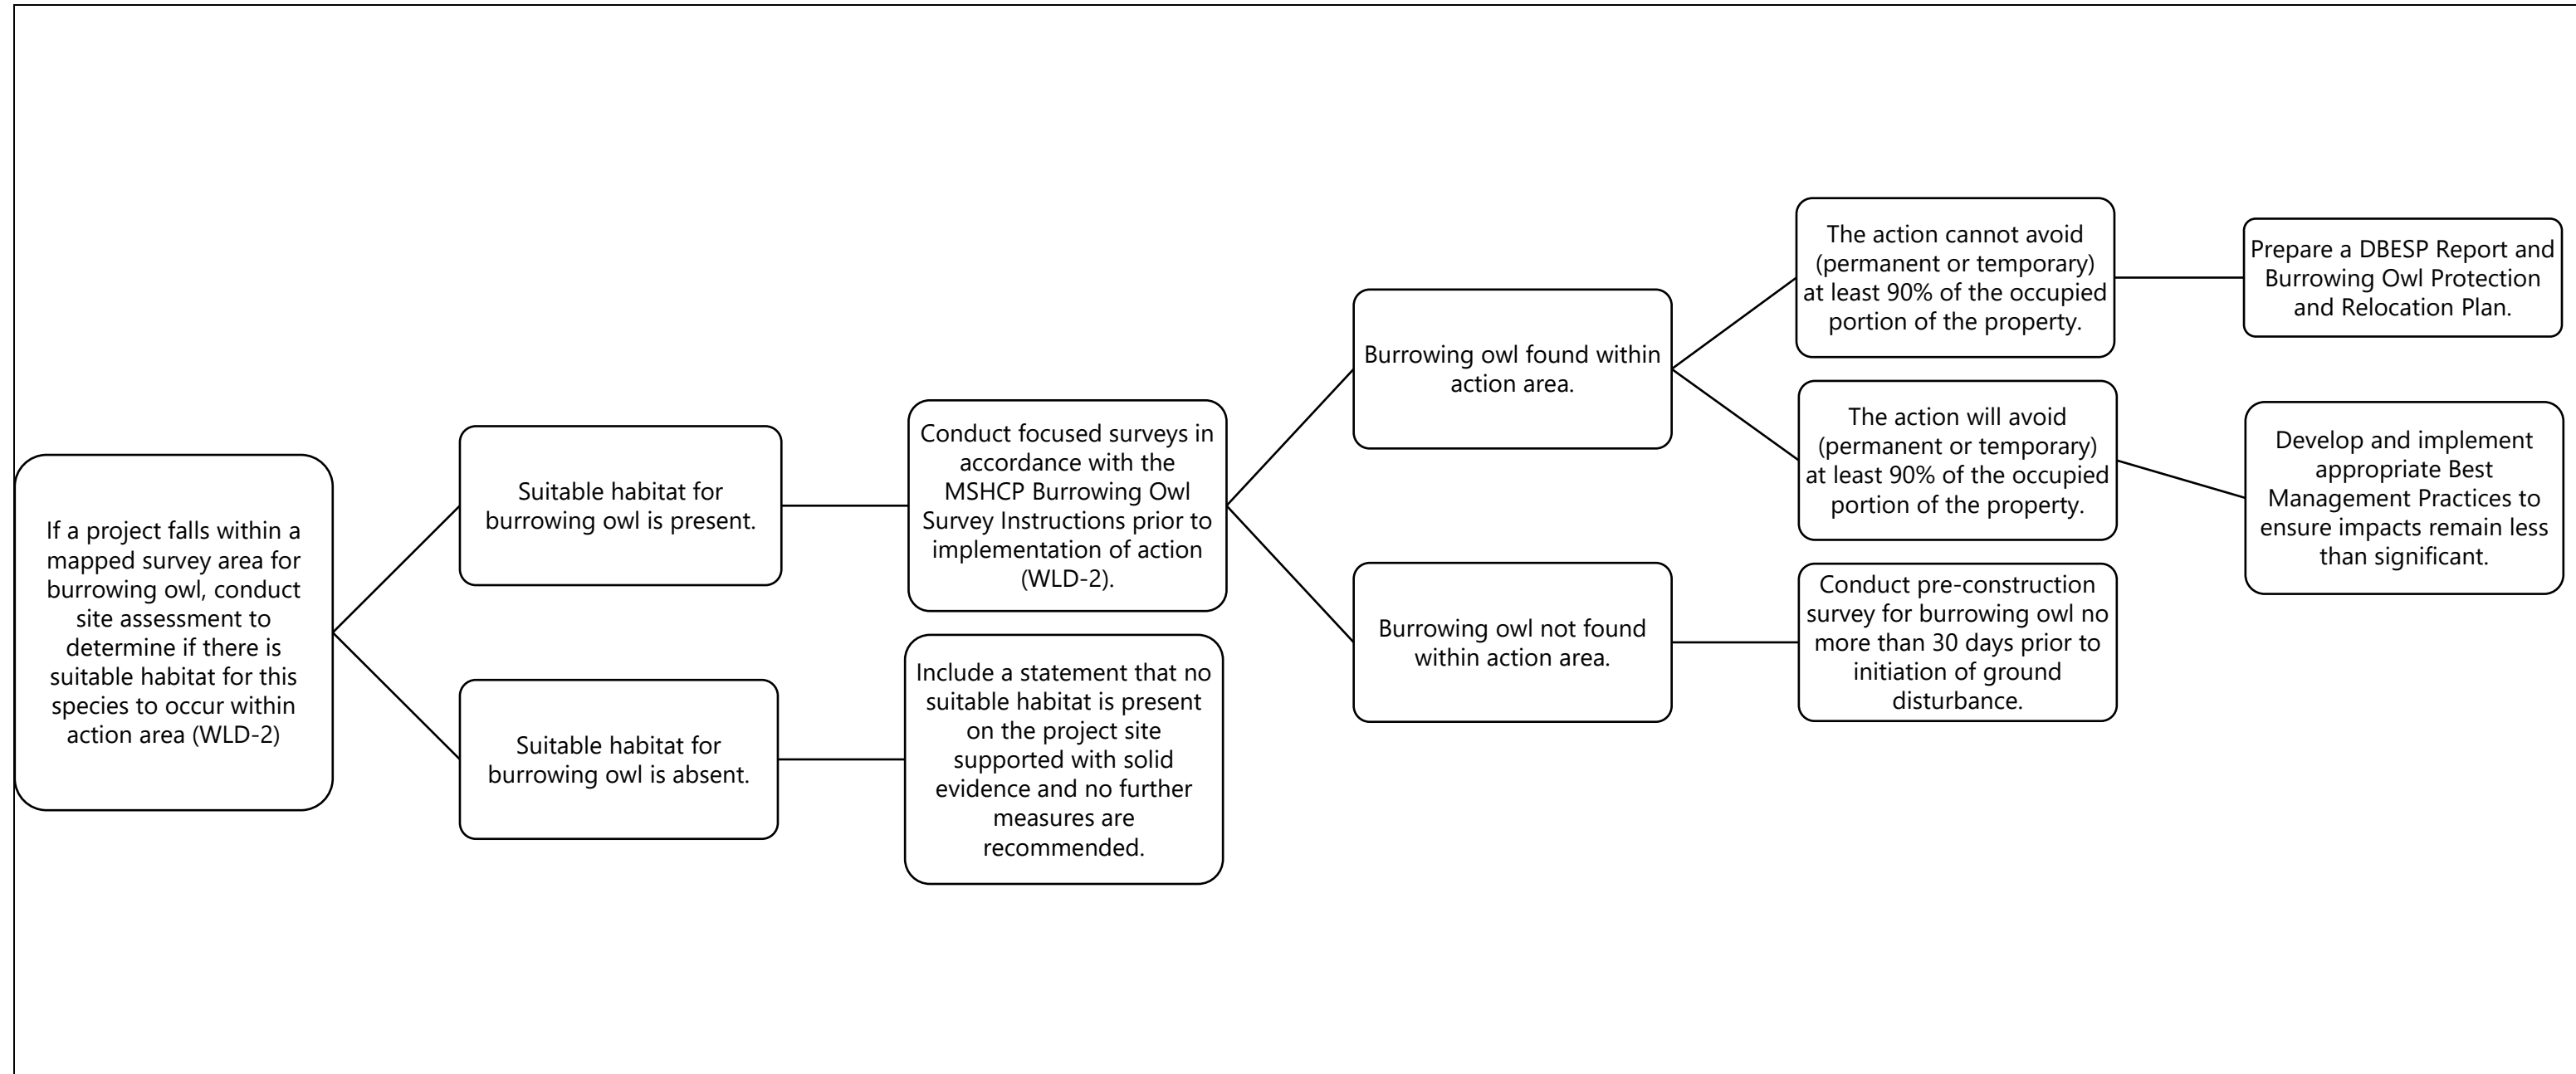 If a project falls within a
mapped survey area for
burrowing owl, conduct
site assessment to
determine if there is
suitable habitat for this
species to occur within
action area (WLD-2)
Suitable habitat for
burrowing owl is present.
Suitable habitat for
burrowing owl is absent.
Conduct focused surveys in
accordance with the
MSHCP Burrowing Owl
Survey Instructions prior to
implementation of action
(WLD-2).
Include a statement that no
suitable habitat is present
on the project site
supported with solid
evidence and no further
measures are
recommended.
Burrowing owl found within
action area.
Burrowing owl not found
within action area.
The action cannot avoid
(permanent or temporary)
at least 90% of the occupied
portion of the property.
The action will avoid
(permanent or temporary)
at least 90% of the occupied
portion of the property.
Conduct pre-construction
survey for burrowing owl no
more than 30 days prior to
initiation of ground
disturbance.
Prepare a DBESP Report and
Burrowing Owl Protection
and Relocation Plan.
Develop and implement
appropriate Best
Management Practices to
ensure impacts remain less
than significant.